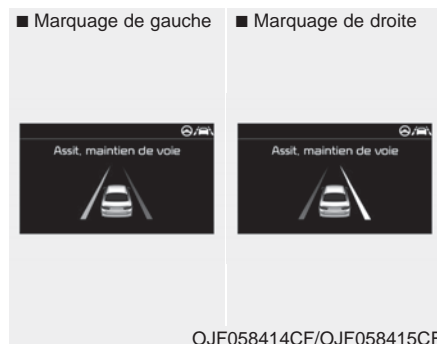 ■ Marquage de gauche
■ Marquage de droite
Assit, maintien de voie
Assit, maintien de voie
OJF058414CF/OJF058415CF